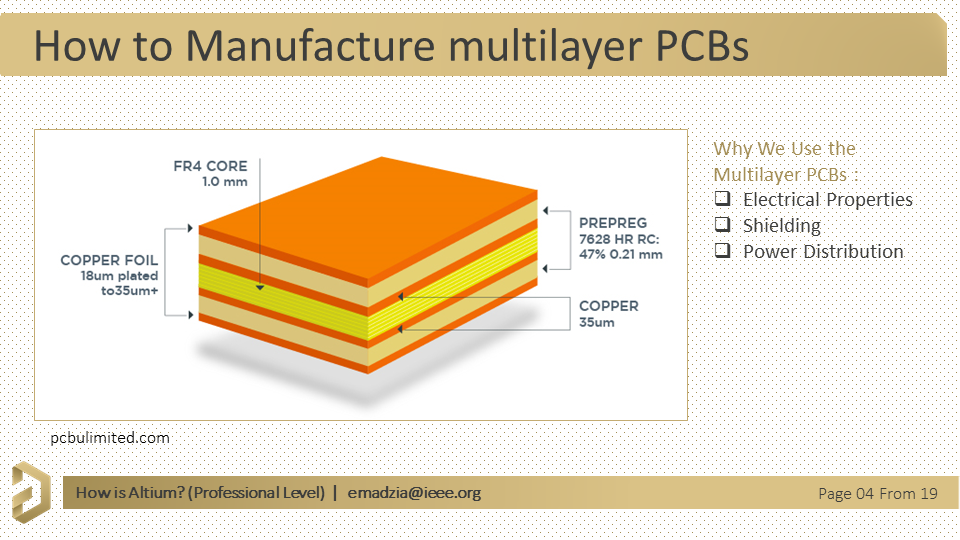 How to Manufacture multilayer PCBs
FR4 CORE
1.0 mm
COPPER FOIL
18um plated
to35um+
PREPREG
7628 HR RC:
47% 0.21 mm
COPPER
35um
Why We Use the
Multilayer PCBs :
Electrical Properties
Shielding
Power Distribution
pcbulimited.com
How is Altium? (Professional Level) | emadzia@ieee.org
Page 04 From 19